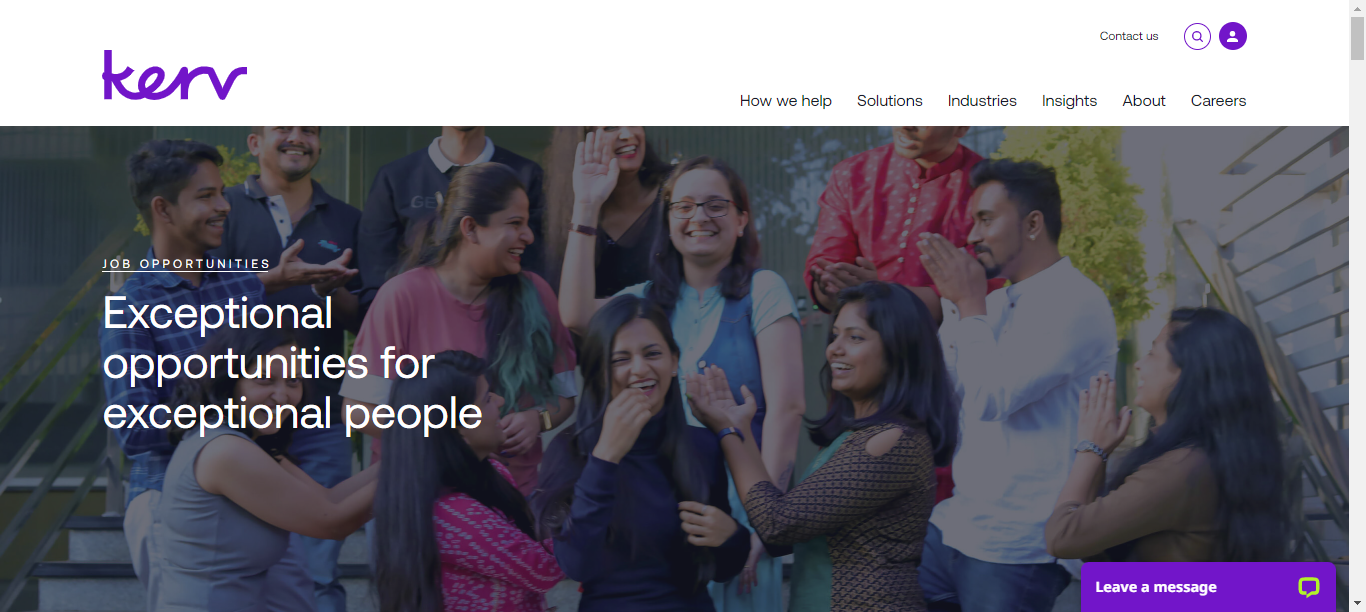 Contact us
kerv
How we help Solutions Industries Insights About Careers
JOB OPPORTUNITIES
Exceptional
opportunities for
exceptional people
Leave a message